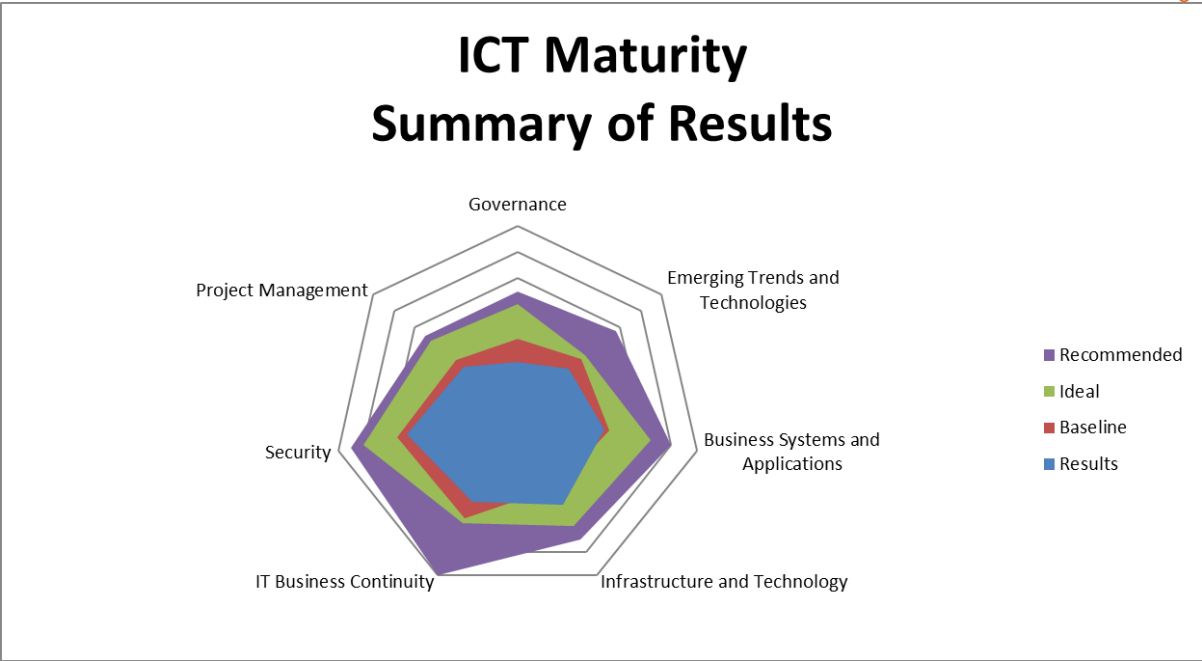 ICT Maturity
Summary of Results
Governance
Emerging Trends and
Technologies
Project Management
Business Systems and
Applications
Security
IT Business Continuity
Infrastructure and Technology
Recommended
Ideal
Baseline
Results